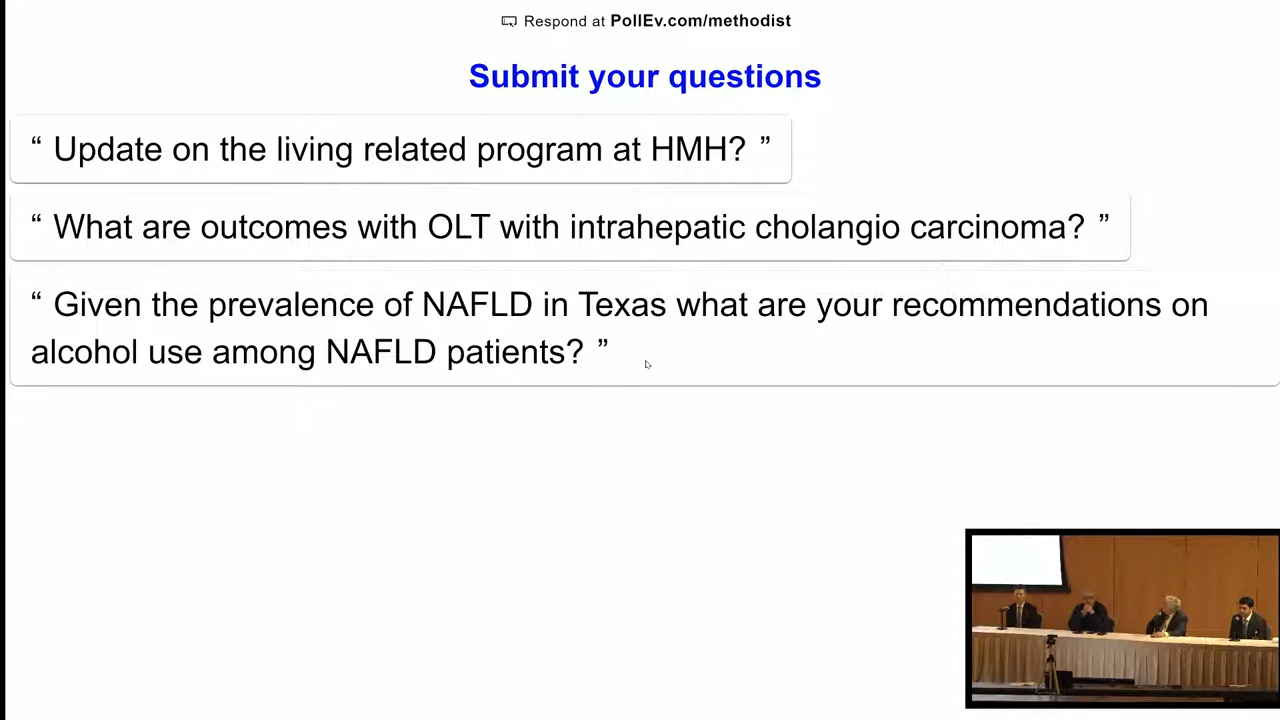 Respond at PollEv.com/methodist
Submit your questions
“ Update on the living related program at HMH? ”
“ What are outcomes with OLT with intrahepatic cholangio carcinoma? ”
“ Given the prevalence of NAFLD in Texas what are your recommendations on
alcohol use among NAFLD patients? ”